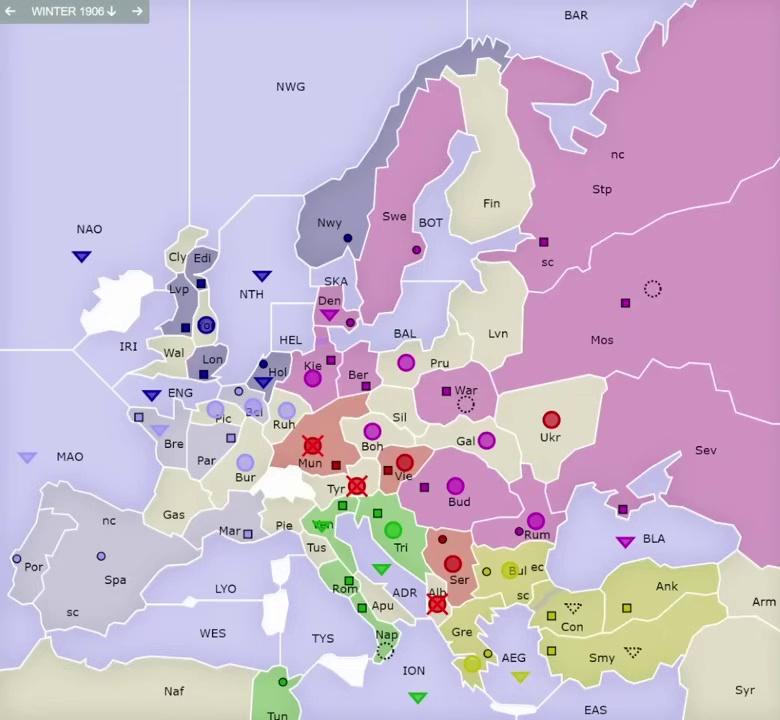 ← WINTER 1906↓ →
BAR
NWG
nc
Stp
Fin
Nwy
Swe
BOT
NAO
Cly Edi
sc
NTH
SKA
Den
Lvp
Mos
IRI
Wal
Lon
HEL
BAL
Lvn
Kie
Ber
Pru
Hol
ENG
War
Pic
Bel
Ruh
Sil
Bre
Par
Mun
Boh
Gal
Ukr
MAO
Bur
Tyr
Vie
Sev
Bud
Gas
Mar
Pie
Ven
Tri
Rum
BLA
nc
Tus
Por
Spa
Ser
Bul ec
sc
LYO
Rom
ADR
Alb
Ank
Arm
sc
Apu
Con
WES
TYS
Nap
Gre
AEG
Smy
ION
Naf
Syr
EAS
Tun